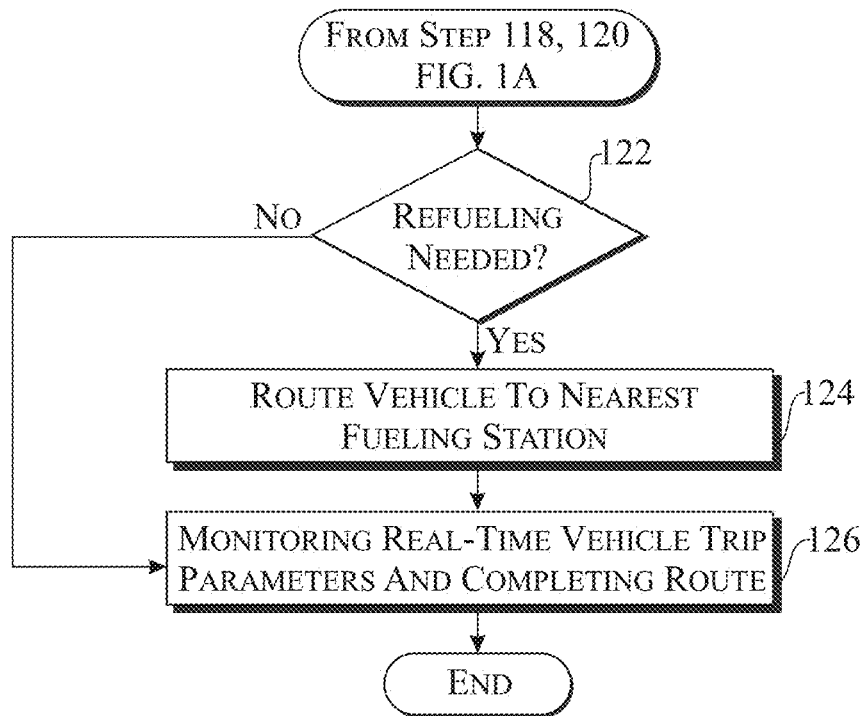 From Step 118, 120
FIG. 1A
122
No
Refueling
Needed?
Yes
Route Vehicle To Nearest
Fueling Station
124
Monitoring Real-Time Vehicle Trip
Parameters And Completing Route
126
End